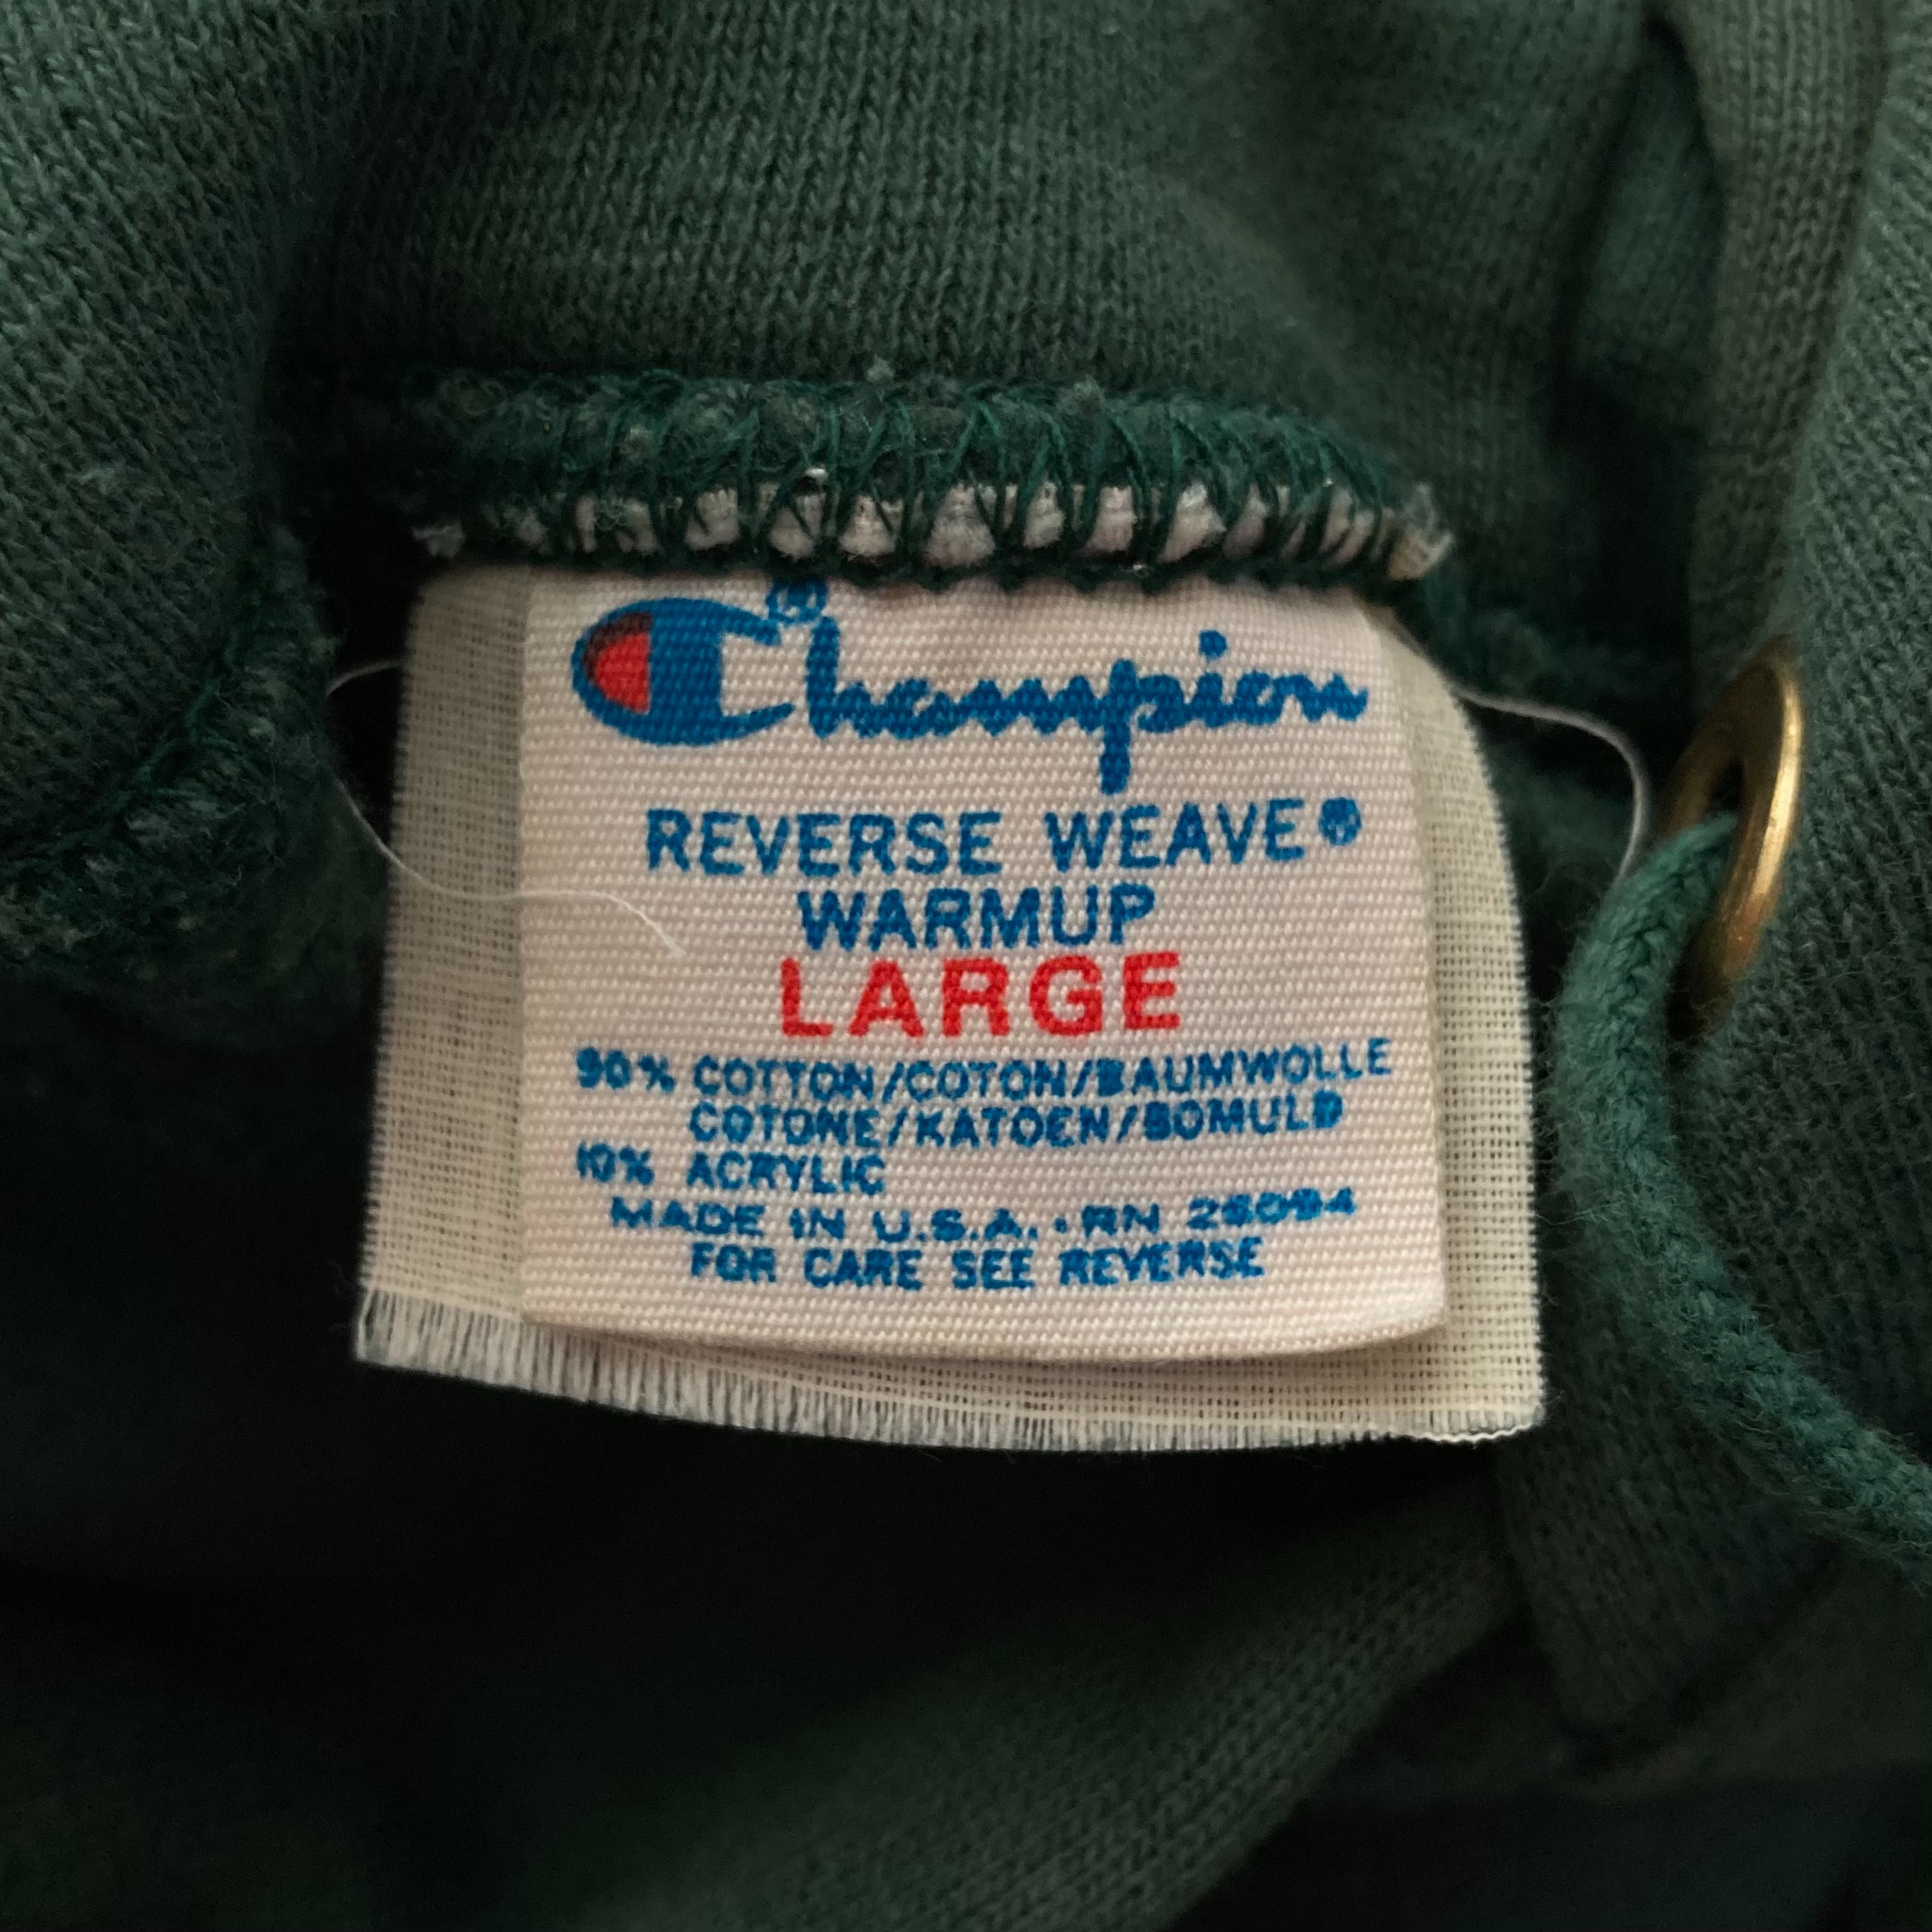 Champion®
REVERSE WEAVE®
WARMUP
LARGE
90% COTTON/COTON/BAUMWOLLE
COTONE/KATOEN/BOMULD
10% ACRYLIC
MADE IN U.S.A. • RN 26094
FOR CARE SEE REVERSE